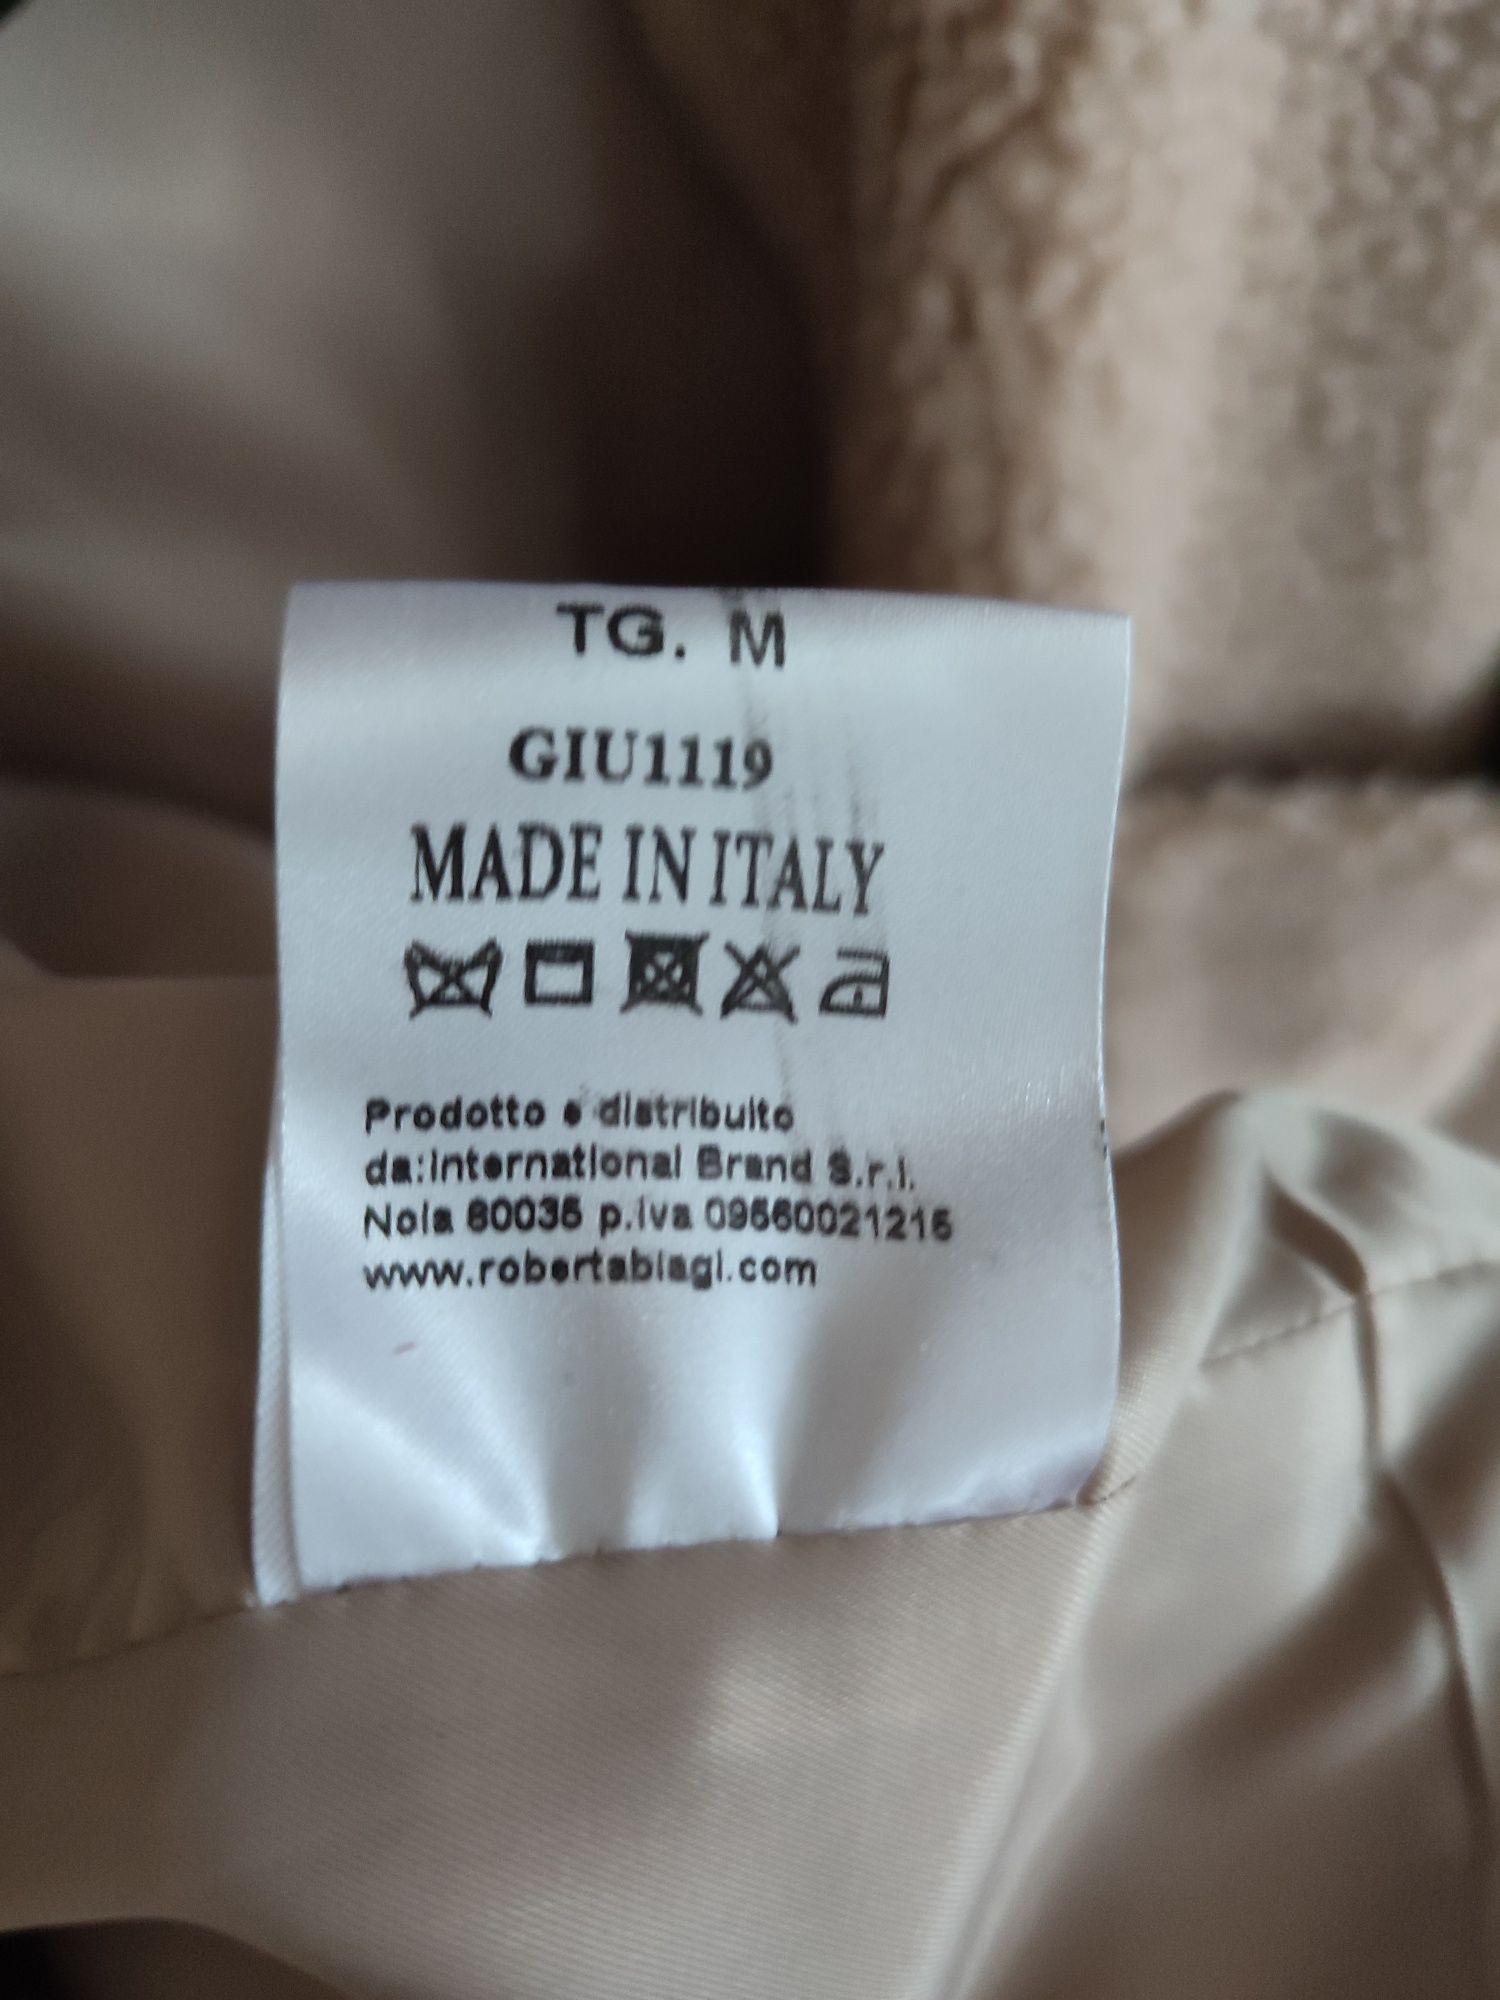 TG. M
GIU1119
MADE IN ITALY
Prodotto e distribuito
da:International Brand S.r.l.
Nola 80035 p.iva 09560021215
www.robertabiagi.com